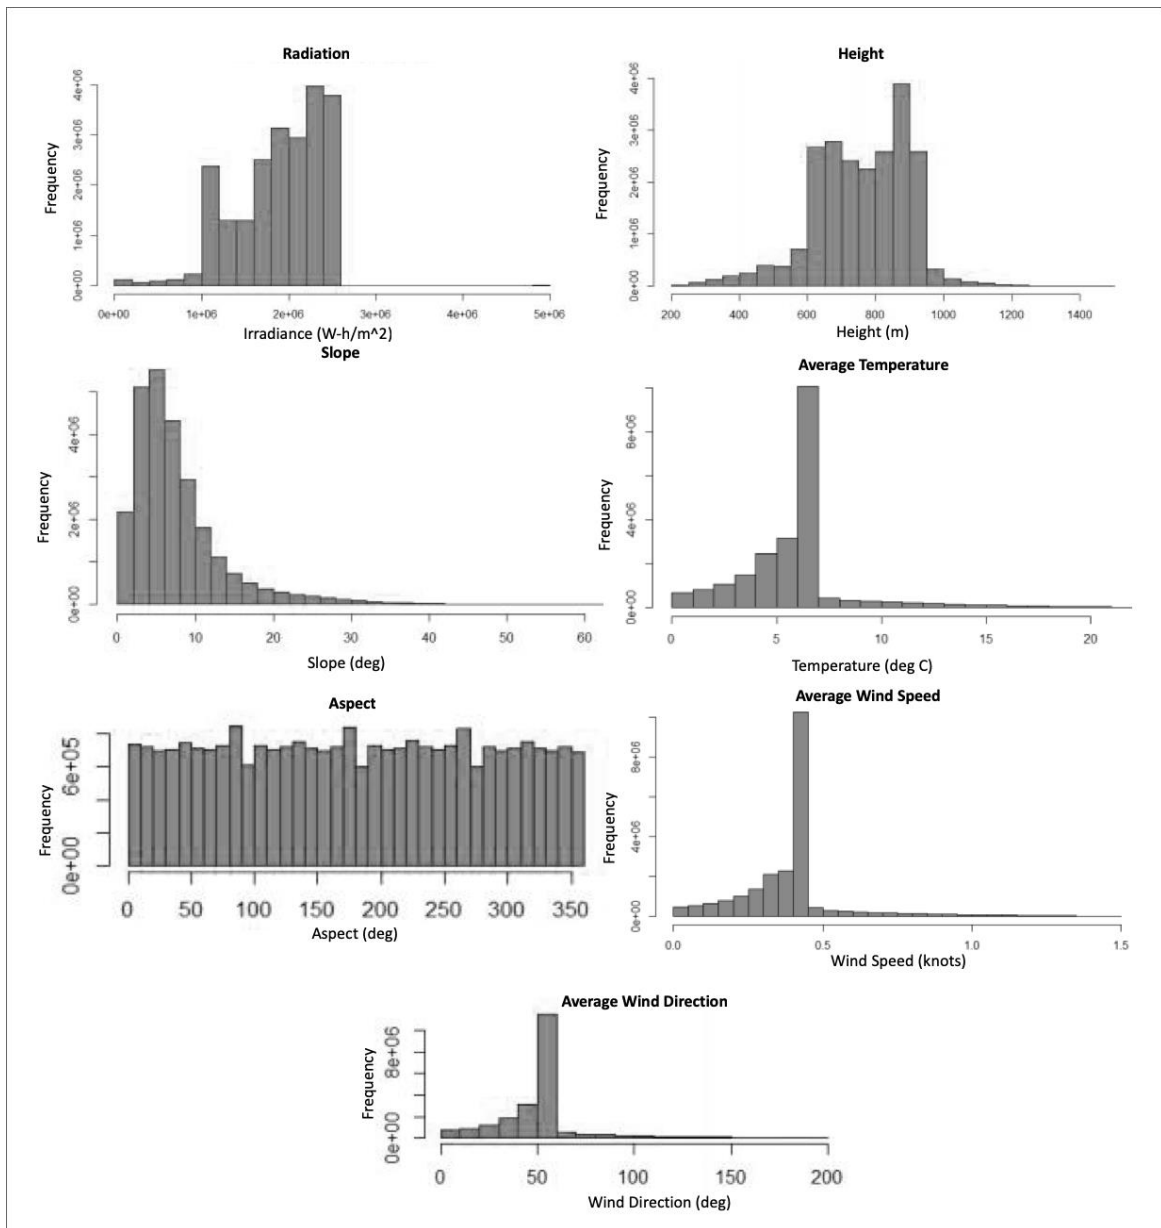 Radiation
Frequency
0e+00 1e+06 2e+06 3e+06 4e+06
0e+00 1e+06 2e+06 3e+06 4e+06 5e+06
Irradiance (W-h/m^2)
Height
Frequency
0e+00 1e+06 2e+06 3e+06 4e+06
200 400 600 800 1000 1200 1400
Height (m)
Slope
Frequency
0e+00 2e+06 4e+06
0 10 20 30 40 50 60
Slope (deg)
Average Temperature
Frequency
0e+00 4e+06 8e+06
0 5 10 15 20
Temperature (deg C)
Aspect
Frequency
0e+00 6e+05
0 50 100 150 200 250 300 350
Aspect (deg)
Average Wind Speed
Frequency
0e+00 4e+06 8e+06
0.0 0.5 1.0 1.5
Wind Speed (knots)
Average Wind Direction
Frequency
0e+00 8e+06
0 50 100 150 200
Wind Direction (deg)